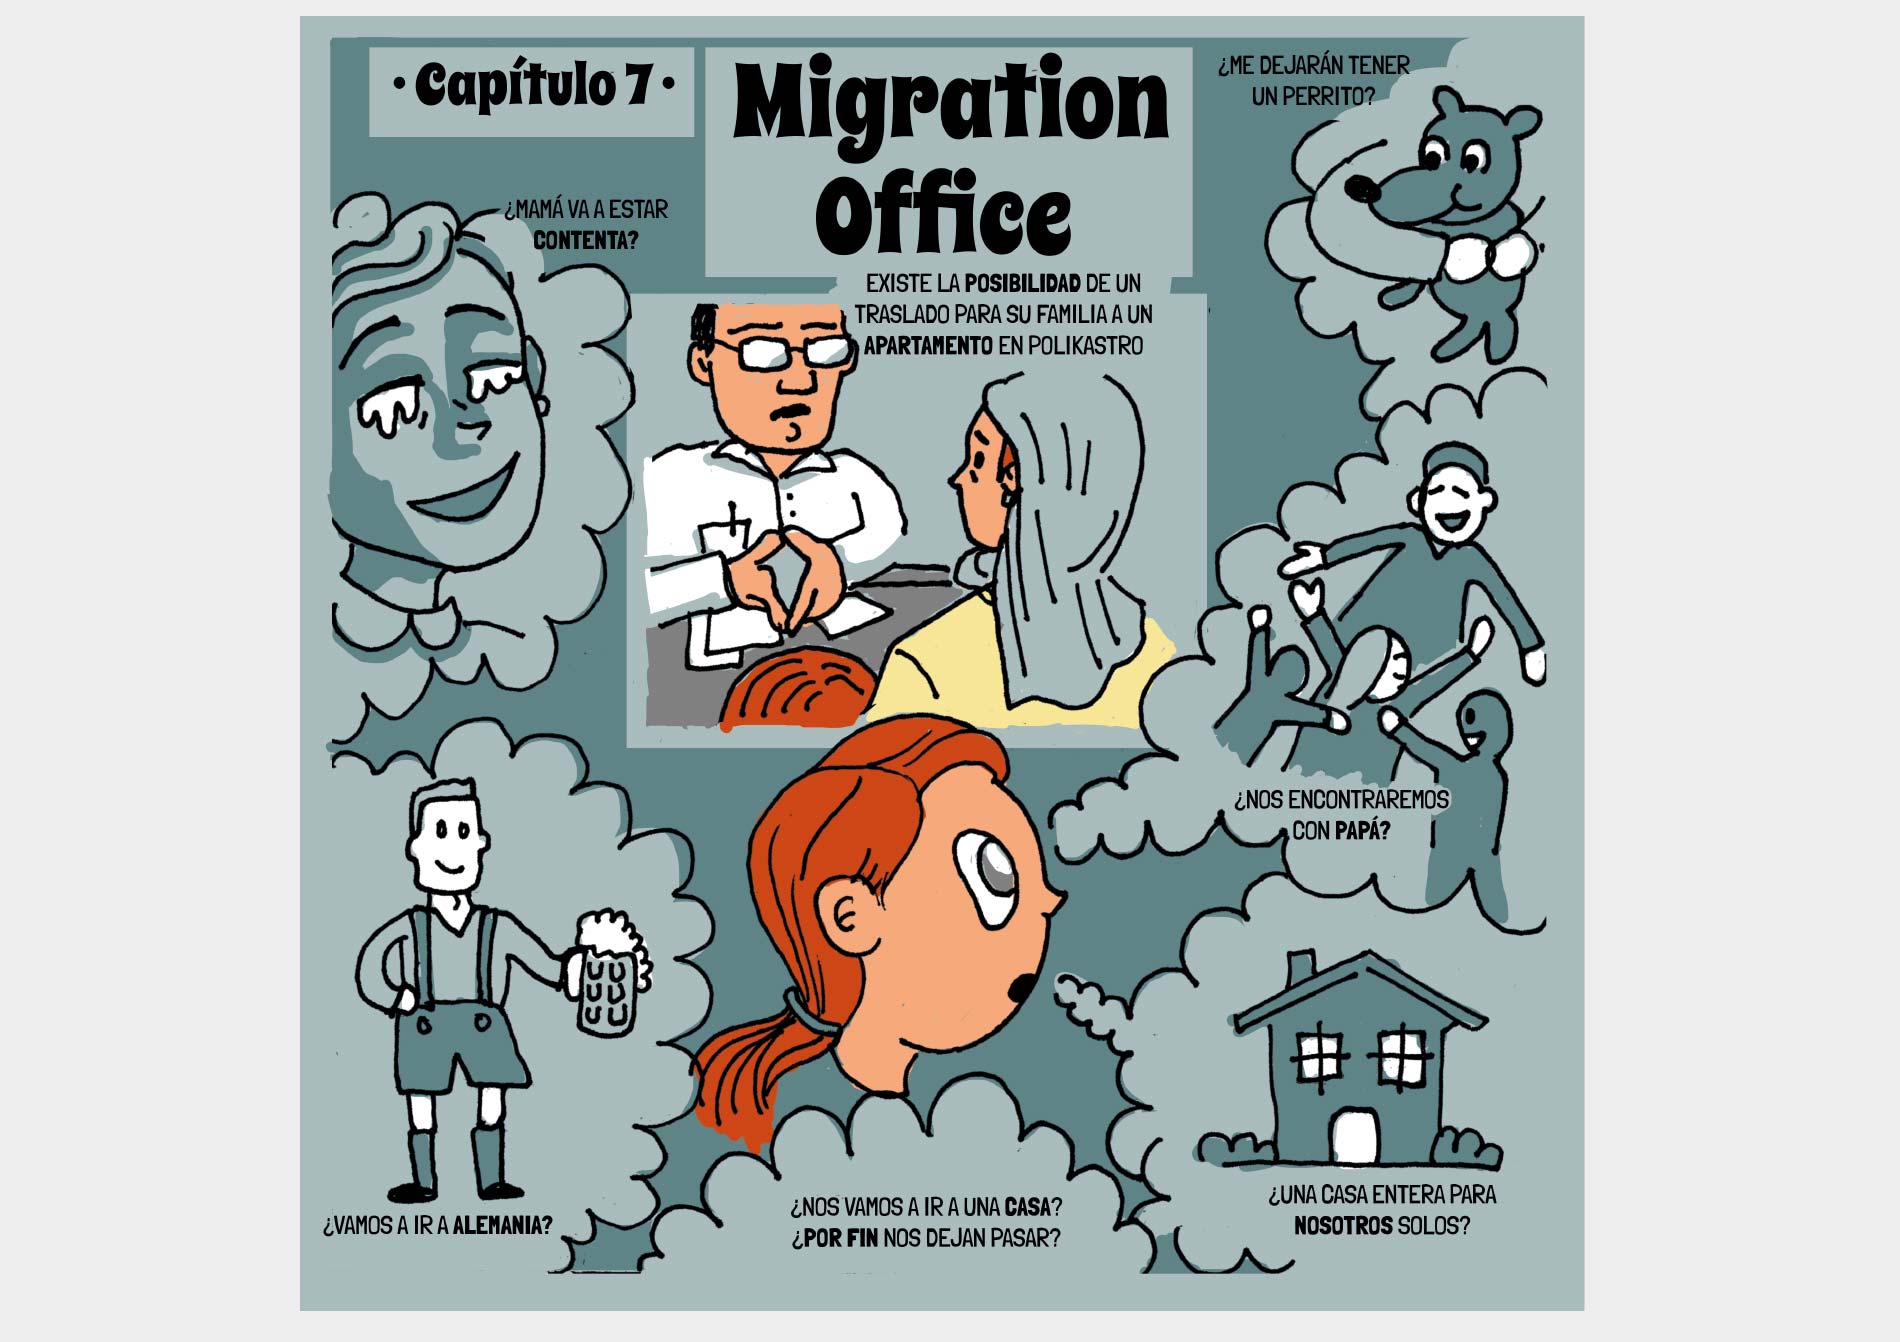 • Capítulo 7 •
Migration
Office
¿ME DEJARÁN TENER
UN PERRITO?
¿MAMÁ VA A ESTAR
CONTENTA?
EXISTE LA POSIBILIDAD DE UN
TRASLADO PARA SU FAMILIA A UN
APARTAMENTO EN POLIKASTRO
¿NOS ENCONTRAREMOS
CON PAPÁ?
¿VAMOS A IR A ALEMANIA?
¿NOS VAMOS A IR A UNA CASA?
¿POR FIN NOS DEJAN PASAR?
¿UNA CASA ENTERA PARA
NOSOTROS SOLOS?